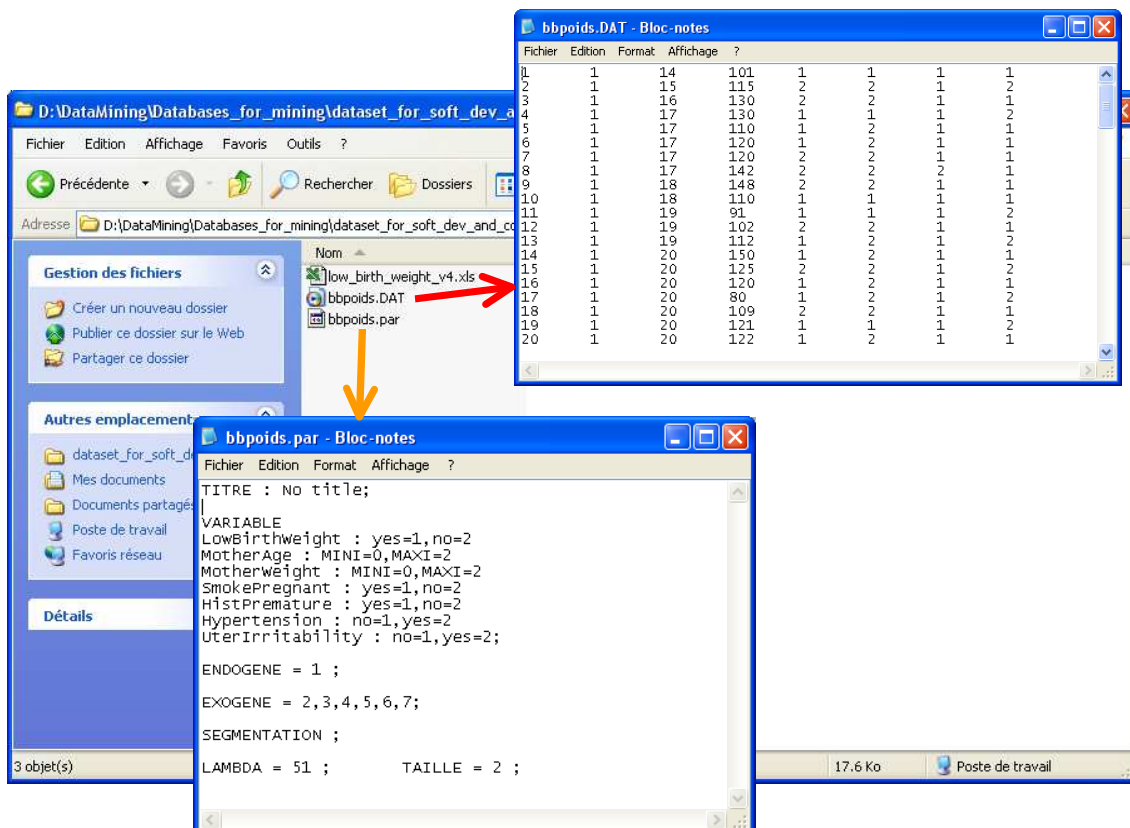 bbpoids.DAT - Bloc-notes
Fichier Edition Format Affichage ?
1 1 14 101 1 1 1 1
2 1 15 115 2 2 1 2
3 1 16 130 2 2 1 1
4 1 17 130 1 1 1 2
5 1 17 110 1 2 1 1
6 1 17 120 1 2 1 1
7 1 17 120 2 2 1 1
8 1 17 142 2 2 2 1
9 1 18 148 2 2 1 1
10 1 18 110 1 1 1 1
11 1 19 91 1 1 1 2
12 1 19 102 2 2 1 1
13 1 19 112 1 2 1 2
14 1 20 150 1 2 1 1
15 1 20 125 2 2 1 2
16 1 20 120 1 2 1 1
17 1 20 80 1 2 1 2
18 1 20 109 2 2 1 1
19 1 20 121 1 1 1 2
20 1 20 122 1 2 1 1
D:\DataMining\Databases_for_mining\dataset_for_soft_dev_a
Fichier Edition Affichage Favoris Outils ?
Précédente Rechercher Dossiers
Adresse D:\DataMining\Databases_for_mining\dataset_for_soft_dev_and_co
Nom
low_birth_weight_v4.xls
bbpoids.DAT
bbpoids.par
Gestion des fichiers
Créer un nouveau dossier
Publier ce dossier sur le Web
Partager ce dossier
Autres emplacement
dataset_for_soft_de
Mes documents
Documents partagés
Poste de travail
Favoris réseau
Détails
bbpoids.par - Bloc-notes
Fichier Edition Format Affichage ?
TITRE : No title;
VARIABLE
LowBirthWeight : yes=1,no=2
MotherAge : MINI=0,MAXI=2
MotherWeight : MINI=0,MAXI=2
SmokePregnant : yes=1,no=2
HistPremature : yes=1,no=2
Hypertension : no=1,yes=2
UterIrritability : no=1,yes=2;
ENDOGENE = 1 ;
EXOGENE = 2,3,4,5,6,7;
SEGMENTATION ;
LAMBDA = 51 ; TAILLE = 2 ;
3 objet(s) 17.6 Ko Poste de travail